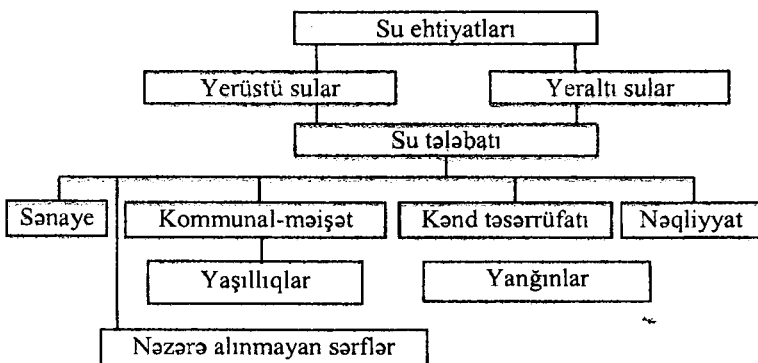 Su ehtiyatları
Yerüstü sular
Yeraltı sular
Su tələbatı
Sənaye
Kommunal-məişət
Kənd təsərrüfatı
Nəqliyyat
Yaşıllıqlar
Yanğınlar
Nəzərə alınmayan sərflər